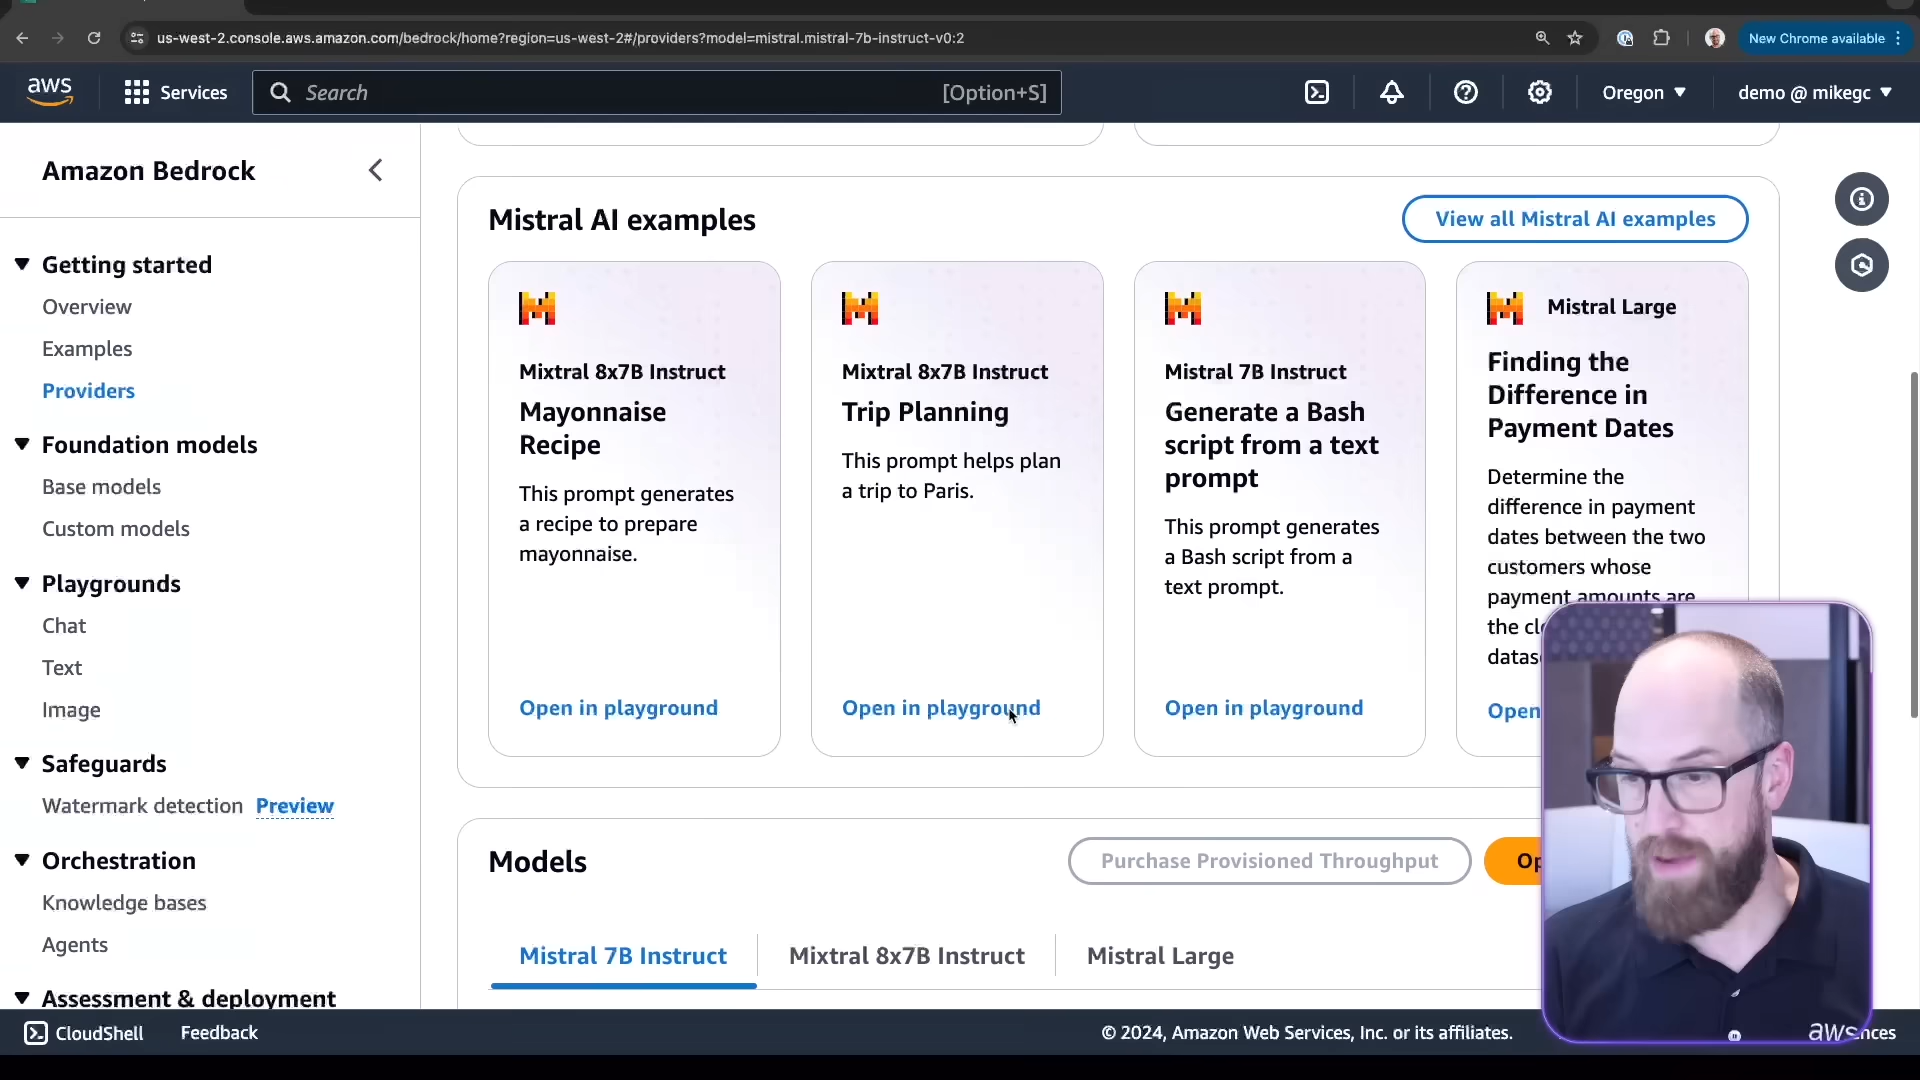 us-west-2.console.aws.amazon.com/bedrock/home?region=us-west-2#/providers?model=mistral.mistral-7b-instruct-v0:2
New Chrome available
aws
Services
Search
[Option+S]
Oregon
demo @ mikegc
Amazon Bedrock
Getting started
Overview
Examples
Providers
Foundation models
Base models
Custom models
Playgrounds
Chat
Text
Image
Safeguards
Watermark detection Preview
Orchestration
Knowledge bases
Agents
Assessment & deployment
Mistral AI examples
View all Mistral AI examples
Mixtral 8x7B Instruct
Mayonnaise
Recipe
This prompt generates
a recipe to prepare
mayonnaise.
Open in playground
Mixtral 8x7B Instruct
Trip Planning
This prompt helps plan
a trip to Paris.
Open in playground
Mistral 7B Instruct
Generate a Bash
script from a text
prompt
This prompt generates
a Bash script from a
text prompt.
Open in playground
Mistral Large
Finding the
Difference in
Payment Dates
Determine the
difference in payment
dates between the two
customers whose
payment amounts are
the
Open
Models
Purchase Provisioned Throughput
Mistral 7B Instruct
Mixtral 8x7B Instruct
Mistral Large
CloudShell
Feedback
© 2024, Amazon Web Services, Inc. or its affiliates.
aws